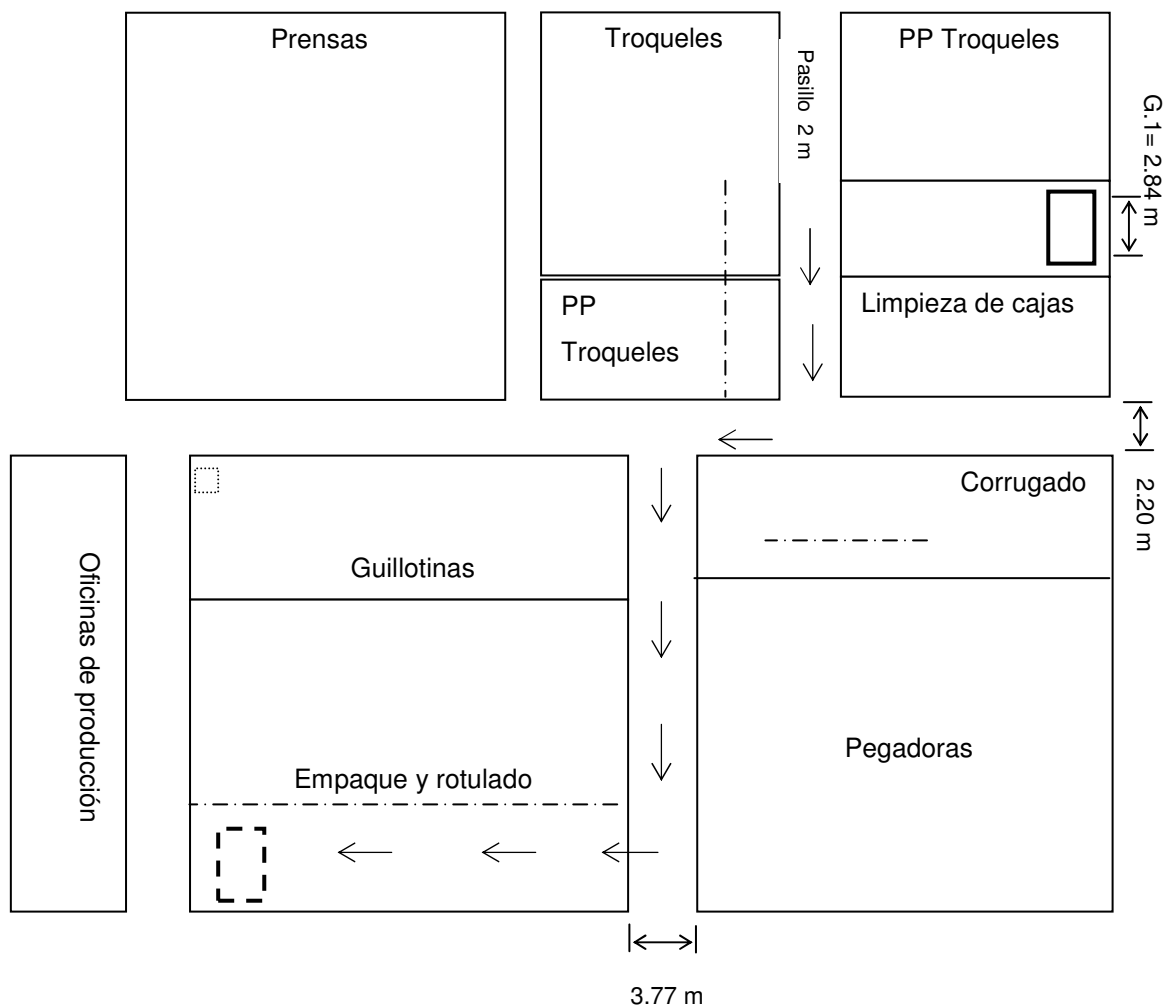 Prensas
Troqueles
Pasillo 2 m
PP Troqueles
G.1= 2.84 m
PP
Troqueles
Limpieza de cajas
2.20 m
Oficinas de producción
Guillotinas
Corrugado
Empaque y rotulado
Pegadoras
3.77 m